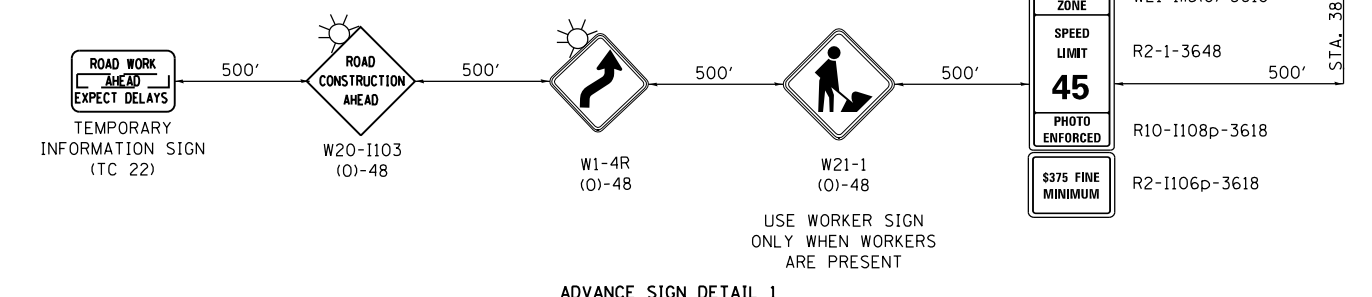 ROAD WORK
AHEAD
EXPECT DELAYS
TEMPORARY
INFORMATION SIGN
(TC 22)
500'
ROAD
CONSTRUCTION
AHEAD
W20-I103
(O)-48
500'
W1-4R
(O)-48
500'
W21-1
(O)-48
USE WORKER SIGN
ONLY WHEN WORKERS
ARE PRESENT
500'
ZONE
SPEED
LIMIT
45
PHOTO
ENFORCED
$375 FINE
MINIMUM
R2-1-3648
R10-I108p-3618
R2-I106p-3618
500'
STA. 38
ADVANCE SIGN DETAIL 1